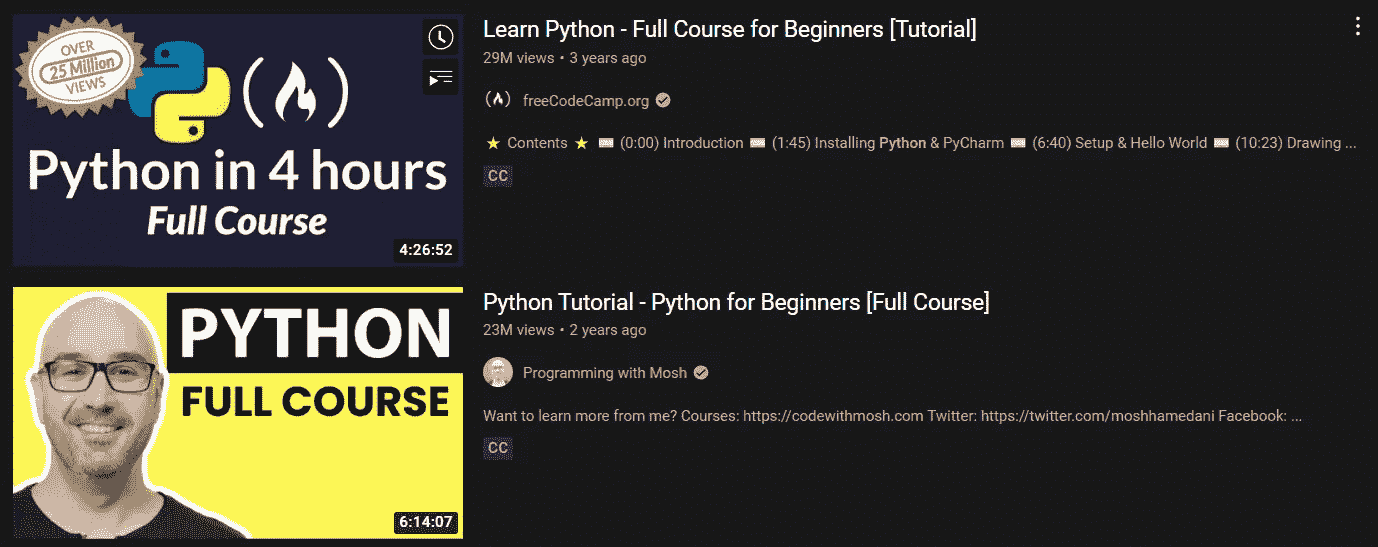 OVER
25 Million
VIEWS
Python in 4 hours
Full Course
4:26:52
Learn Python - Full Course for Beginners [Tutorial]
29M views • 3 years ago
freeCodeCamp.org
★ Contents ★ ⌨️ (0:00) Introduction ⌨️ (1:45) Installing Python & PyCharm ⌨️ (6:40) Setup & Hello World ⌨️ (10:23) Drawing ...
CC
PYTHON
FULL COURSE
6:14:07
Python Tutorial - Python for Beginners [Full Course]
23M views • 2 years ago
Programming with Mosh
Want to learn more from me? Courses: https://codewithmosh.com Twitter: https://twitter.com/moshhamedani Facebook: ...
CC